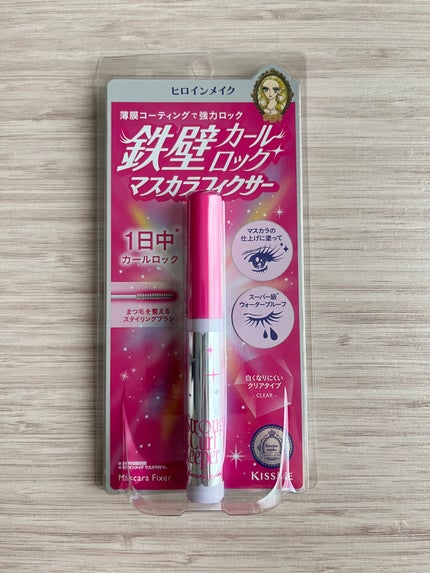 ヒロインメイク
薄膜コーティングで強力ロック
鉄壁カール
ロック
マスカラフィクサー
1日中*
カールロック
マスカラの
仕上げに塗って
まつ毛を整える
スタイリングブラシ
スーパー級*
ウォータープルーフ
白くなりにくい
クリアタイプ
- CLEAR -
Mascara Fixer
KISSME